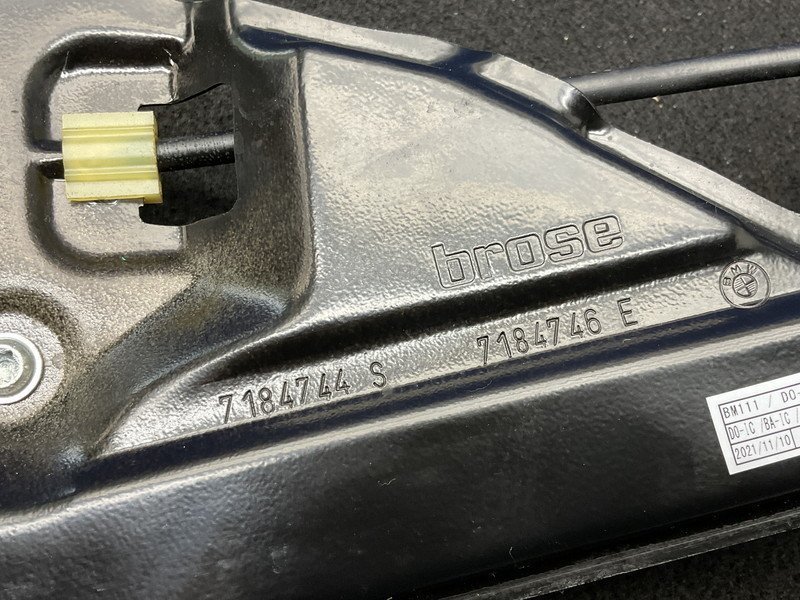 brose
BMW
7184746 E
7184744 S
BM111 / DO-
DO-IC /BA-IC /
2021/11/10